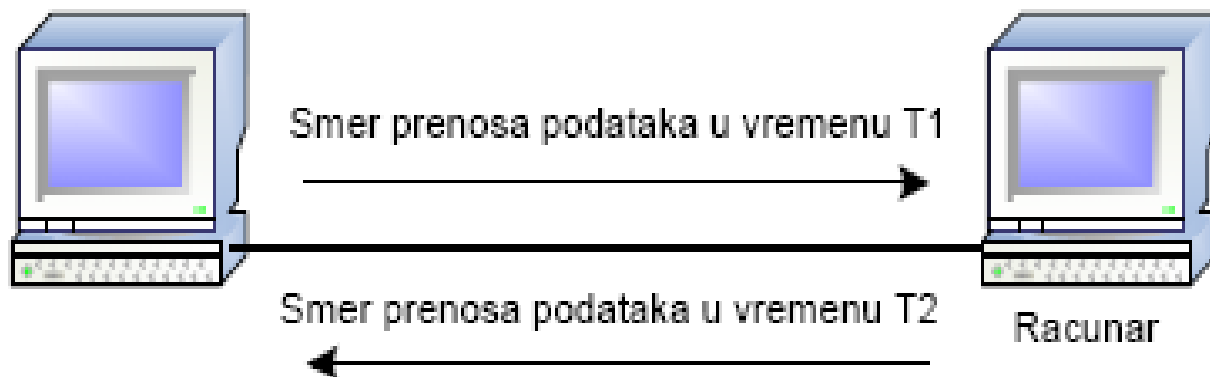 Smer prenosa podataka u vremenu T1
Smer prenosa podataka u vremenu T2
Racunar